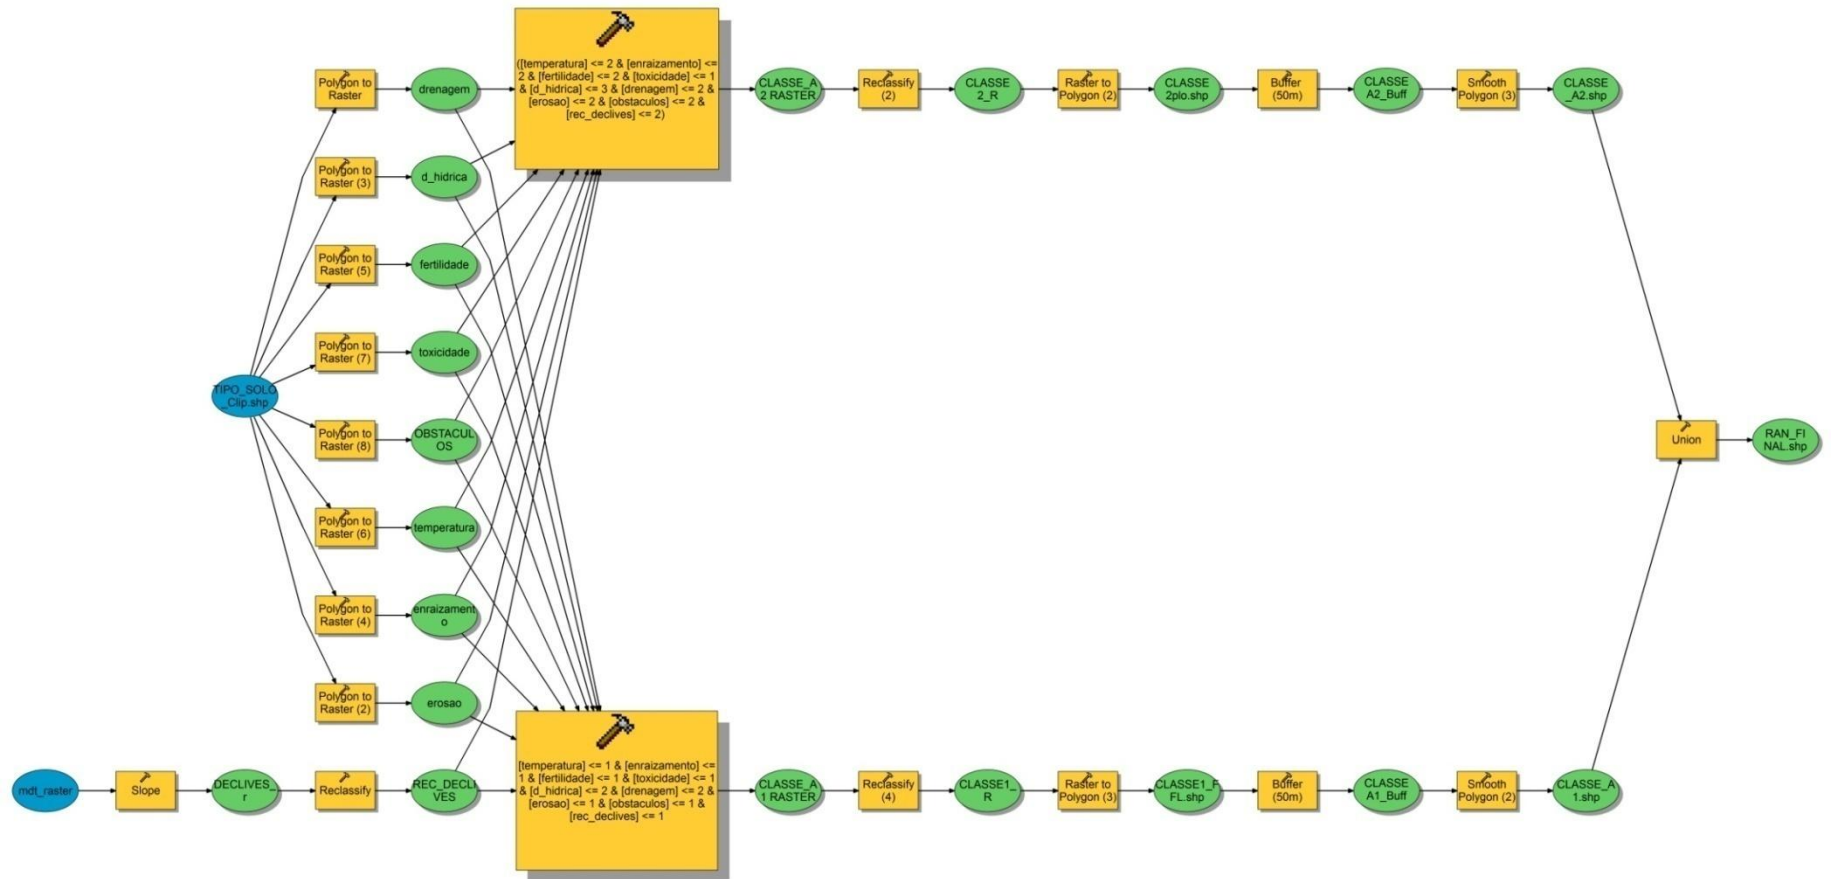 Polygon to
Raster
drenagem
([temperatura] <= 2 & [enraizamento] <=
2 & [fertilidade] <= 2 & [toxicidade] <= 1
& [d_hidrica] <= 3 & [drenagem] <= 2 &
[erosao] <= 2 & [obstaculos] <= 2 &
[rec_declives] <= 2)
CLASSE_A
2 RASTER
Reclassify
(2)
CLASSE
2_R
Raster to
Polygon (2)
CLASSE
2plo.shp
Buffer
(50m)
CLASSE
A2_Buff
Smooth
Polygon (3)
CLASSE
_A2.shp
Polygon to
Raster (3)
d_hidrica
Polygon to
Raster (5)
fertilidade
Polygon to
Raster (7)
toxicidade
TIPO_SOLO
_Clip.shp
Polygon to
Raster (8)
OBSTACUL
OS
Union
RAN_FI
NAL.shp
Polygon to
Raster (6)
temperatura
Polygon to
Raster (4)
enraizament
o
Polygon to
Raster (2)
erosao
mdt_raster
Slope
DECLIVES_
r
Reclassify
REC_DECLI
VES
[temperatura] <= 1 & [enraizamento] <=
1 & [fertilidade] <= 1 & [toxicidade] <= 1
& [d_hidrica] <= 2 & [drenagem] <= 2 &
[erosao] <= 1 & [obstaculos] <= 1 &
[rec_declives] <= 1
CLASSE_A
1 RASTER
Reclassify
(4)
CLASSE1_
R
Raster to
Polygon (3)
CLASSE1_F
FL.shp
Buffer
(50m)
CLASSE
A1_Buff
Smooth
Polygon (2)
CLASSE_A
1.shp